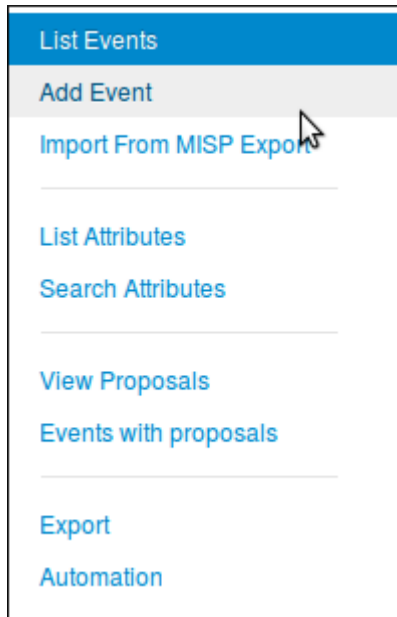 List Events
Add Event
Import From MISP Export
List Attributes
Search Attributes
View Proposals
Events with proposals
Export
Automation